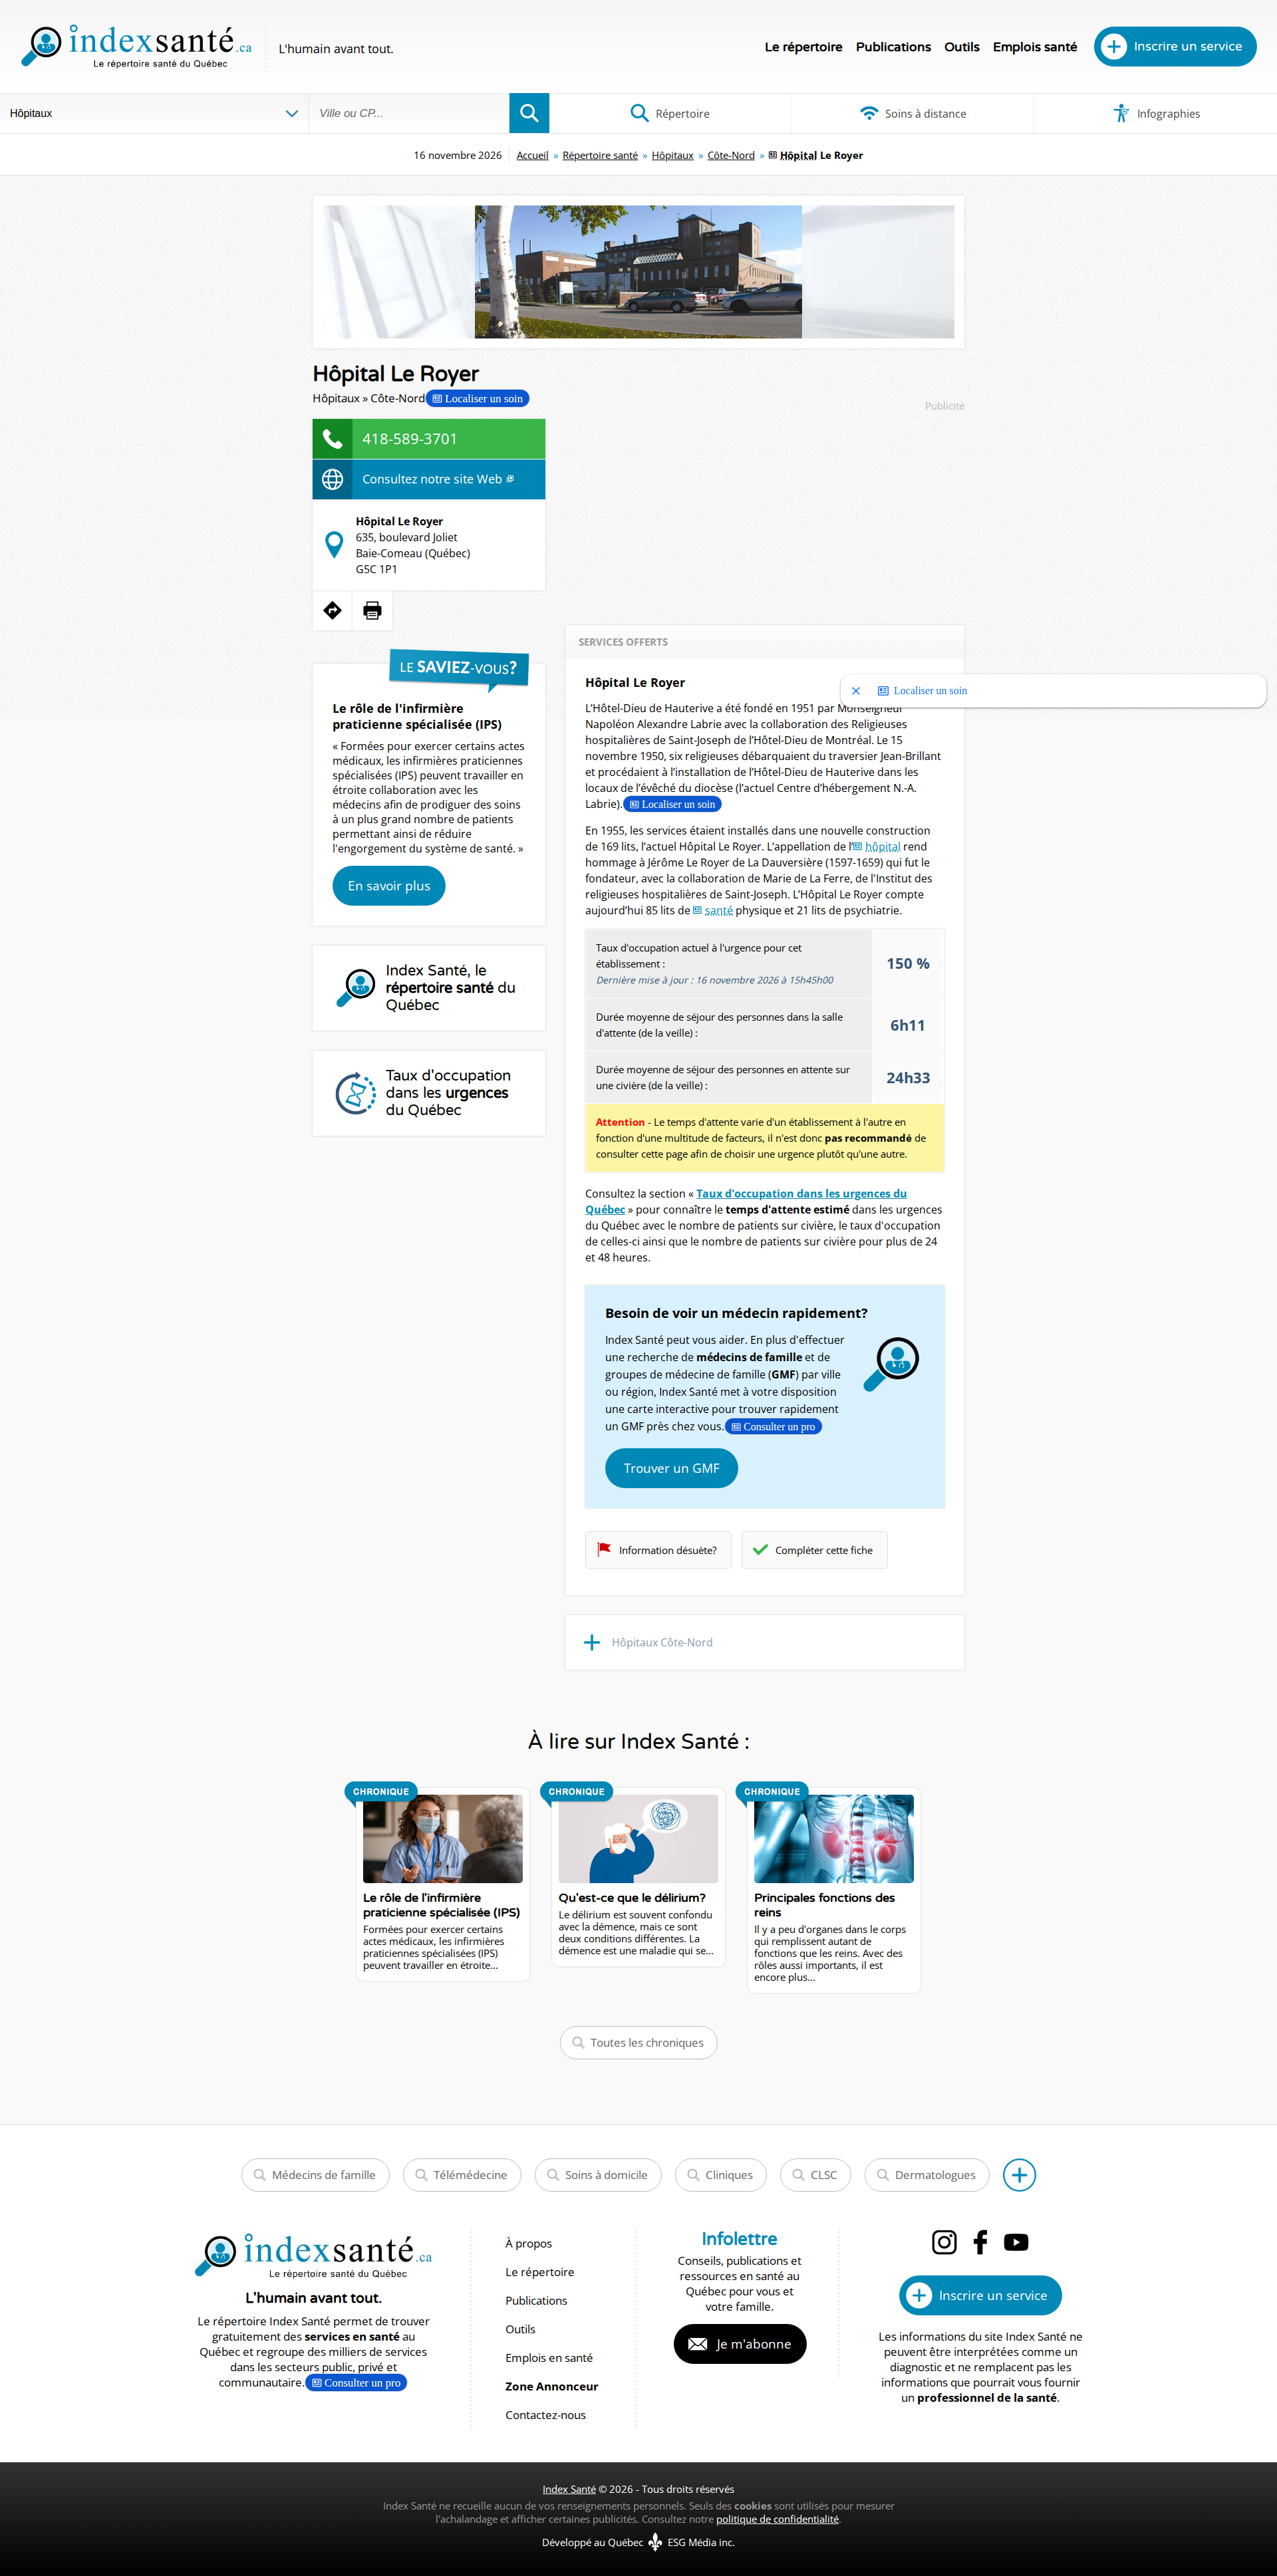 indexsanté.ca
Le répertoire santé du Québec
L'humain avant tout.
Le répertoire Publications Outils Emplois santé Inscrire un service
Hôpitaux Ville ou CP... Répertoire Soins à distance Infographies
16 novembre 2026 Accueil » Répertoire santé » Hôpitaux » Côte-Nord » Hôpital Le Royer
Hôpital Le Royer
Hôpitaux » Côte-Nord Localiser un soin
Publicité
418-589-3701
Consultez notre site Web
Hôpital Le Royer
635, boulevard Joliet
Baie-Comeau (Québec)
G5C 1P1
LE SAVIEZ-VOUS?
Le rôle de l'infirmière
praticienne spécialisée (IPS)
« Formées pour exercer certains actes
médicaux, les infirmières praticiennes
spécialisées (IPS) peuvent travailler en
étroite collaboration avec les
médecins afin de prodiguer des soins
à un plus grand nombre de patients
permettant ainsi de réduire
l'engorgement du système de santé. »
En savoir plus
Index Santé, le
répertoire santé du
Québec
Taux d'occupation
dans les urgences
du Québec
SERVICES OFFERTS
Hôpital Le Royer
Localiser un soin
L'Hôtel-Dieu de Hauterive a été fondé en 1951 par Monseigneur
Napoléon Alexandre Labrie avec la collaboration des Religieuses
hospitalières de Saint-Joseph de l'Hôtel-Dieu de Montréal. Le 15
novembre 1950, six religieuses débarquaient du traversier Jean-Brillant
et procédaient à l'installation de l'Hôtel-Dieu de Hauterive dans les
locaux de l'évêché du diocèse (l'actuel Centre d'hébergement N.-A.
Labrie). Localiser un soin
En 1955, les services étaient installés dans une nouvelle construction
de 169 lits, l'actuel Hôpital Le Royer. L'appellation de l' hôpital rend
hommage à Jérôme Le Royer de La Dauversière (1597-1659) qui fut le
fondateur, avec la collaboration de Marie de La Ferre, de l'Institut des
religieuses hospitalières de Saint-Joseph. L'Hôpital Le Royer compte
aujourd'hui 85 lits de santé physique et 21 lits de psychiatrie.
Taux d'occupation actuel à l'urgence pour cet
établissement :
Dernière mise à jour : 16 novembre 2026 à 15h45h00
150 %
Durée moyenne de séjour des personnes dans la salle
d'attente (de la veille) :
6h11
Durée moyenne de séjour des personnes en attente sur
une civière (de la veille) :
24h33
Attention - Le temps d'attente varie d'un établissement à l'autre en
fonction d'une multitude de facteurs, il n'est donc pas recommandé de
consulter cette page afin de choisir une urgence plutôt qu'une autre.
Consultez la section « Taux d'occupation dans les urgences du
Québec » pour connaître le temps d'attente estimé dans les urgences
du Québec avec le nombre de patients sur civière, le taux d'occupation
de celles-ci ainsi que le nombre de patients sur civière pour plus de 24
et 48 heures.
Besoin de voir un médecin rapidement?
Index Santé peut vous aider. En plus d'effectuer
une recherche de médecins de famille et de
groupes de médecine de famille (GMF) par ville
ou région, Index Santé met à votre disposition
une carte interactive pour trouver rapidement
un GMF près chez vous. Consulter un pro
Trouver un GMF
Information désuète? Compléter cette fiche
Hôpitaux Côte-Nord
À lire sur Index Santé :
CHRONIQUE
Le rôle de l'infirmière
praticienne spécialisée (IPS)
Formées pour exercer certains
actes médicaux, les infirmières
praticiennes spécialisées (IPS)
peuvent travailler en étroite...
CHRONIQUE
Qu'est-ce que le délirium?
Le délirium est souvent confondu
avec la démence, mais ce sont
deux conditions différentes. La
démence est une maladie qui se...
CHRONIQUE
Principales fonctions des
reins
Il y a peu d'organes dans le corps
qui remplissent autant de
fonctions que les reins. Avec des
rôles aussi importants, il est
encore plus...
Toutes les chroniques
Médecins de famille Télémédecine Soins à domicile Cliniques CLSC Dermatologues
indexsanté.ca
Le répertoire santé du Québec
L'humain avant tout.
Le répertoire Index Santé permet de trouver
gratuitement des services en santé au
Québec et regroupe des milliers de services
dans les secteurs public, privé et
communautaire. Consulter un pro
À propos
Le répertoire
Publications
Outils
Emplois en santé
Zone Annonceur
Contactez-nous
Infolettre
Conseils, publications et
ressources en santé au
Québec pour vous et
votre famille.
Je m'abonne
Inscrire un service
Les informations du site Index Santé ne
peuvent être interprétées comme un
diagnostic et ne remplacent pas les
informations que pourrait vous fournir
un professionnel de la santé.
Index Santé © 2026 - Tous droits réservés
Index Santé ne recueille aucun de vos renseignements personnels. Seuls des cookies sont utilisés pour mesurer
l'achalandage et afficher certaines publicités. Consultez notre politique de confidentialité.
Développé au Québec ESG Média inc.